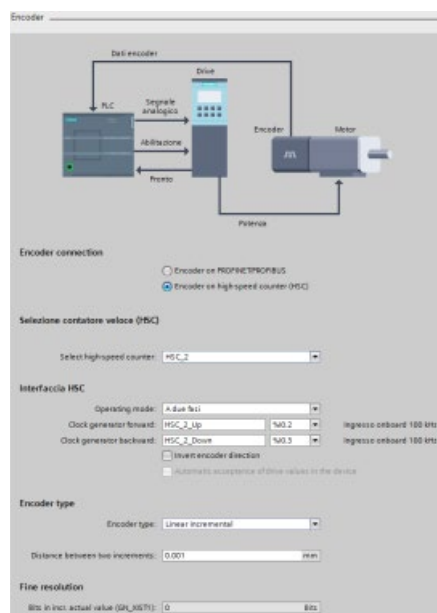 Encoder
Dati encoder
Drive
PLC
Segnale
analogico
Abilitazione
Encoder
Motor
Pronto
Potenza
Encoder connection
Encoder on PROFINET/PROFIBUS
Encoder on high-speed counter (HSC)
Selezione contatore veloce (HSC)
Select high-speed counter: HSC_2
Interfaccia HSC
Operating mode: A due fasi
Clock generator forward: HSC_2_Up %I0.2 Ingresso onboard 100 kHz
Clock generator backward: HSC_2_Down %I0.3 Ingresso onboard 100 kHz
Invert encoder direction
Automatic acceptance of drive values in the device
Encoder type
Encoder type: Linear incremental
Distance between two increments: 0.001 mm
Fine resolution
Bits in incr. actual value (GN_XIST1): 0 Bits